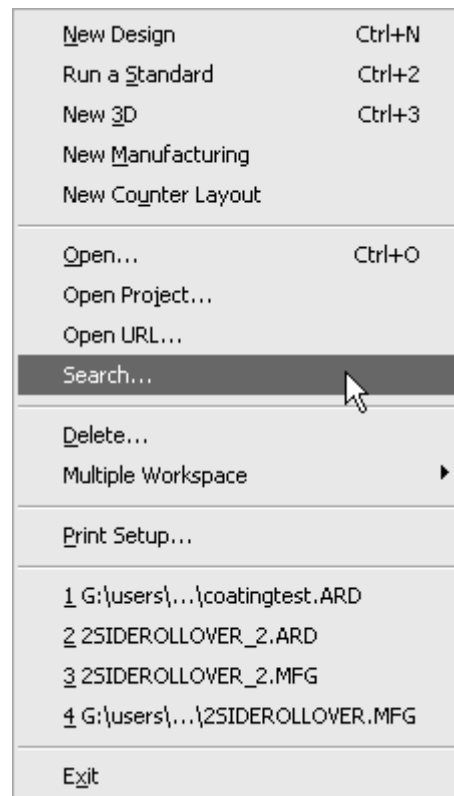 New Design Ctrl+N
Run a Standard Ctrl+2
New 3D Ctrl+3
New Manufacturing
New Counter Layout
Open... Ctrl+O
Open Project...
Open URL...
Search...
Delete...
Multiple Workspace
Print Setup...
1 G:\users\...\coatingtest.ARD
2 2SIDEROLLOVER_2.ARD
3 2SIDEROLLOVER_2.MFG
4 G:\users\...\2SIDEROLLOVER.MFG
Exit